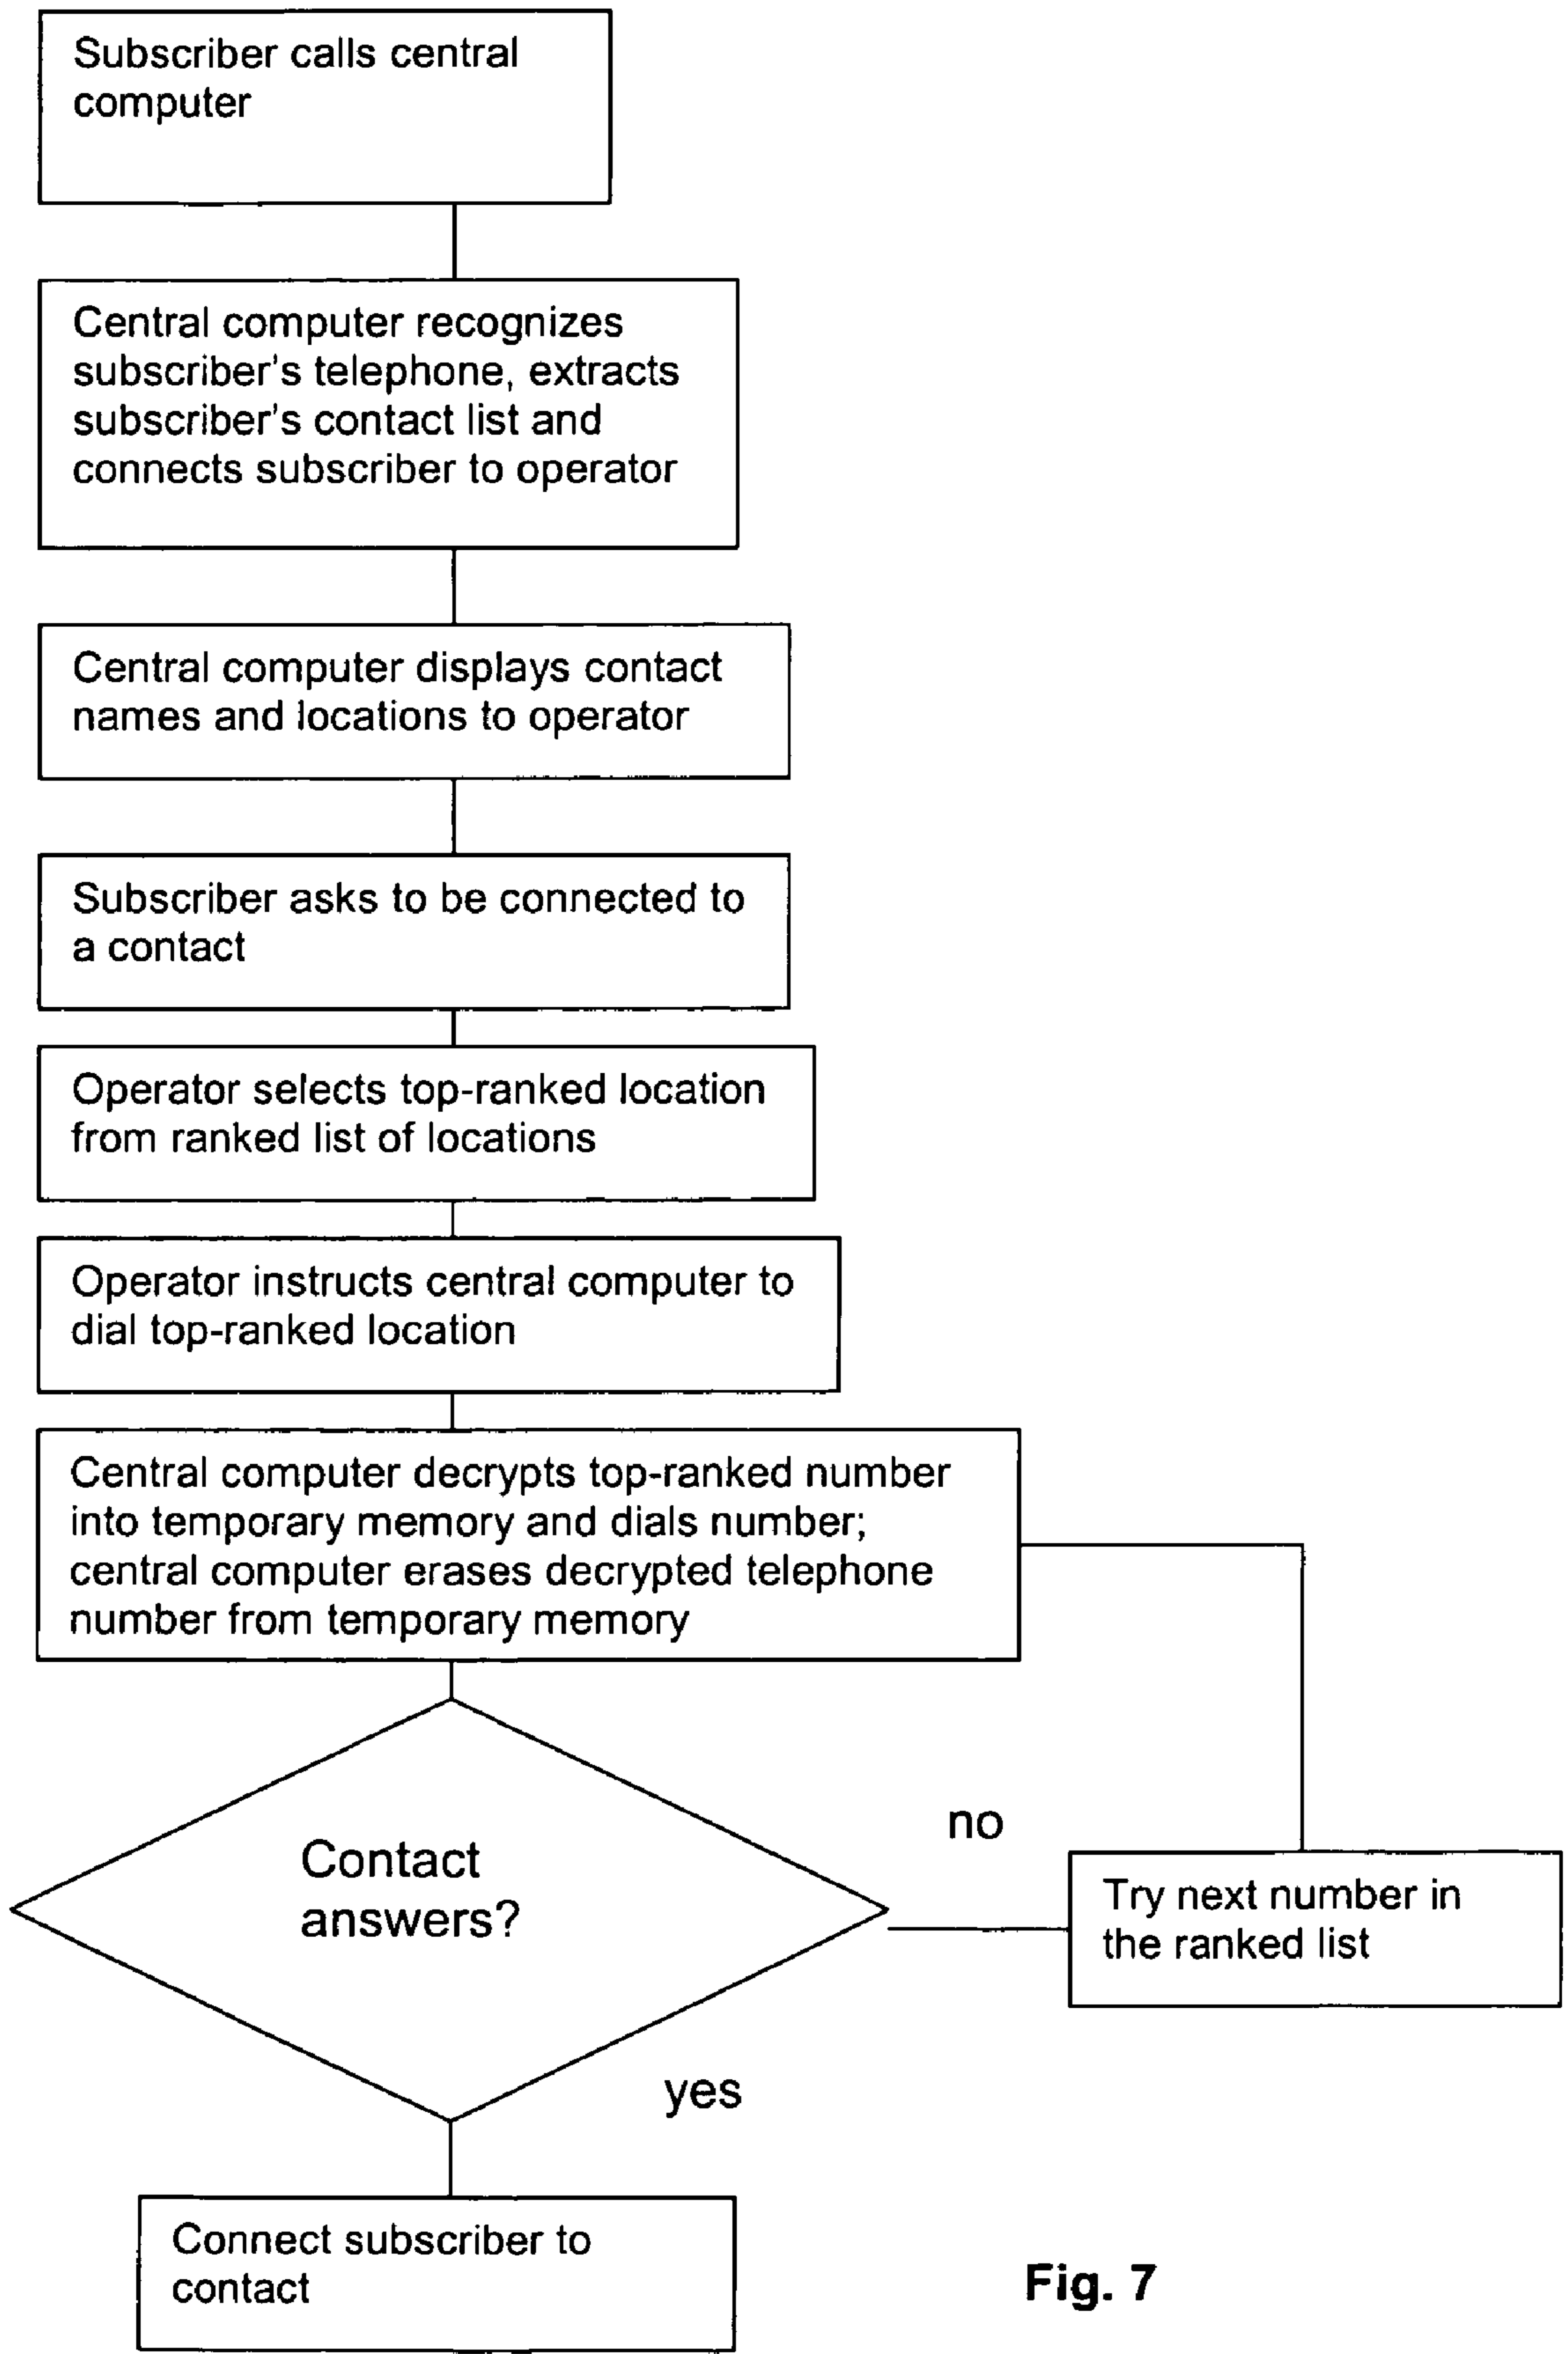 Subscriber calls central
computer
Central computer recognizes
subscriber's telephone, extracts
subscriber's contact list and
connects subscriber to operator
Central computer displays contact
names and locations to operator
Subscriber asks to be connected to
a contact
Operator selects top-ranked location
from ranked list of locations
Operator instructs central computer to
dial top-ranked location
Central computer decrypts top-ranked number
into temporary memory and dials number;
central computer erases decrypted telephone
number from temporary memory
Contact
answers?
no
Try next number in
the ranked list
yes
Connect subscriber to
contact
Fig. 7